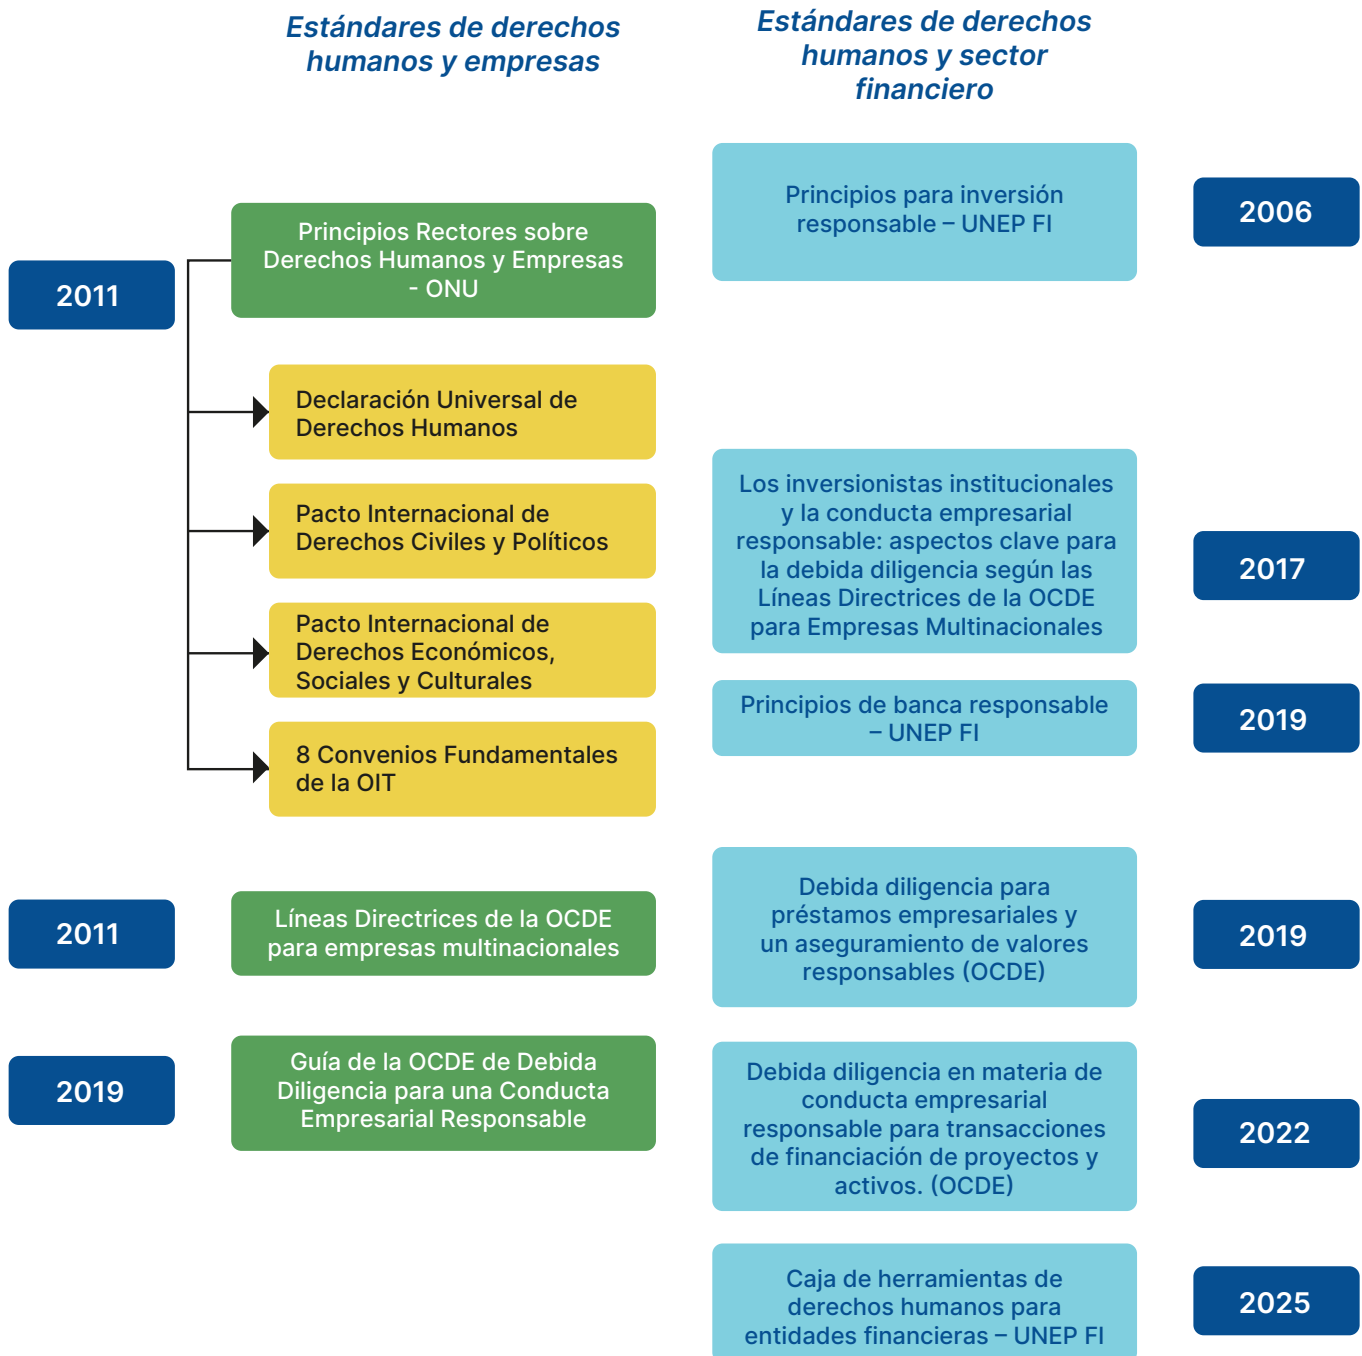 Estándares de derechos
humanos y empresas
2011
Principios Rectores sobre
Derechos Humanos y Empresas
- ONU
Declaración Universal de
Derechos Humanos
Pacto Internacional de
Derechos Civiles y Políticos
Pacto Internacional de
Derechos Económicos,
Sociales y Culturales
8 Convenios Fundamentales
de la OIT
2011
Líneas Directrices de la OCDE
para empresas multinacionales
2019
Guía de la OCDE de Debida
Diligencia para una Conducta
Empresarial Responsable
Estándares de derechos
humanos y sector
financiero
Principios para inversión
responsable – UNEP FI
2006
Los inversionistas institucionales
y la conducta empresarial
responsable: aspectos clave para
la debida diligencia según las
Líneas Directrices de la OCDE
para Empresas Multinacionales
2017
Principios de banca responsable
– UNEP FI
2019
Debida diligencia para
préstamos empresariales y
un aseguramiento de valores
responsables (OCDE)
2019
Debida diligencia en materia de
conducta empresarial
responsable para transacciones
de financiación de proyectos y
activos. (OCDE)
2022
Caja de herramientas de
derechos humanos para
entidades financieras – UNEP FI
2025